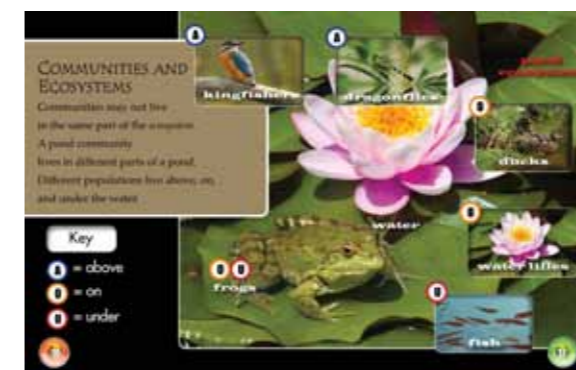 COMMUNITIES AND
ECOSYSTEMS
Communities may not live
in the same part of the ecosystem.
A pond community
lives in different parts of a pond.
Different populations live above, on,
and under the water.
Key
= above
= on
= under
kingfishers
dragonflies
ducks
water
water lilies
frogs
fish